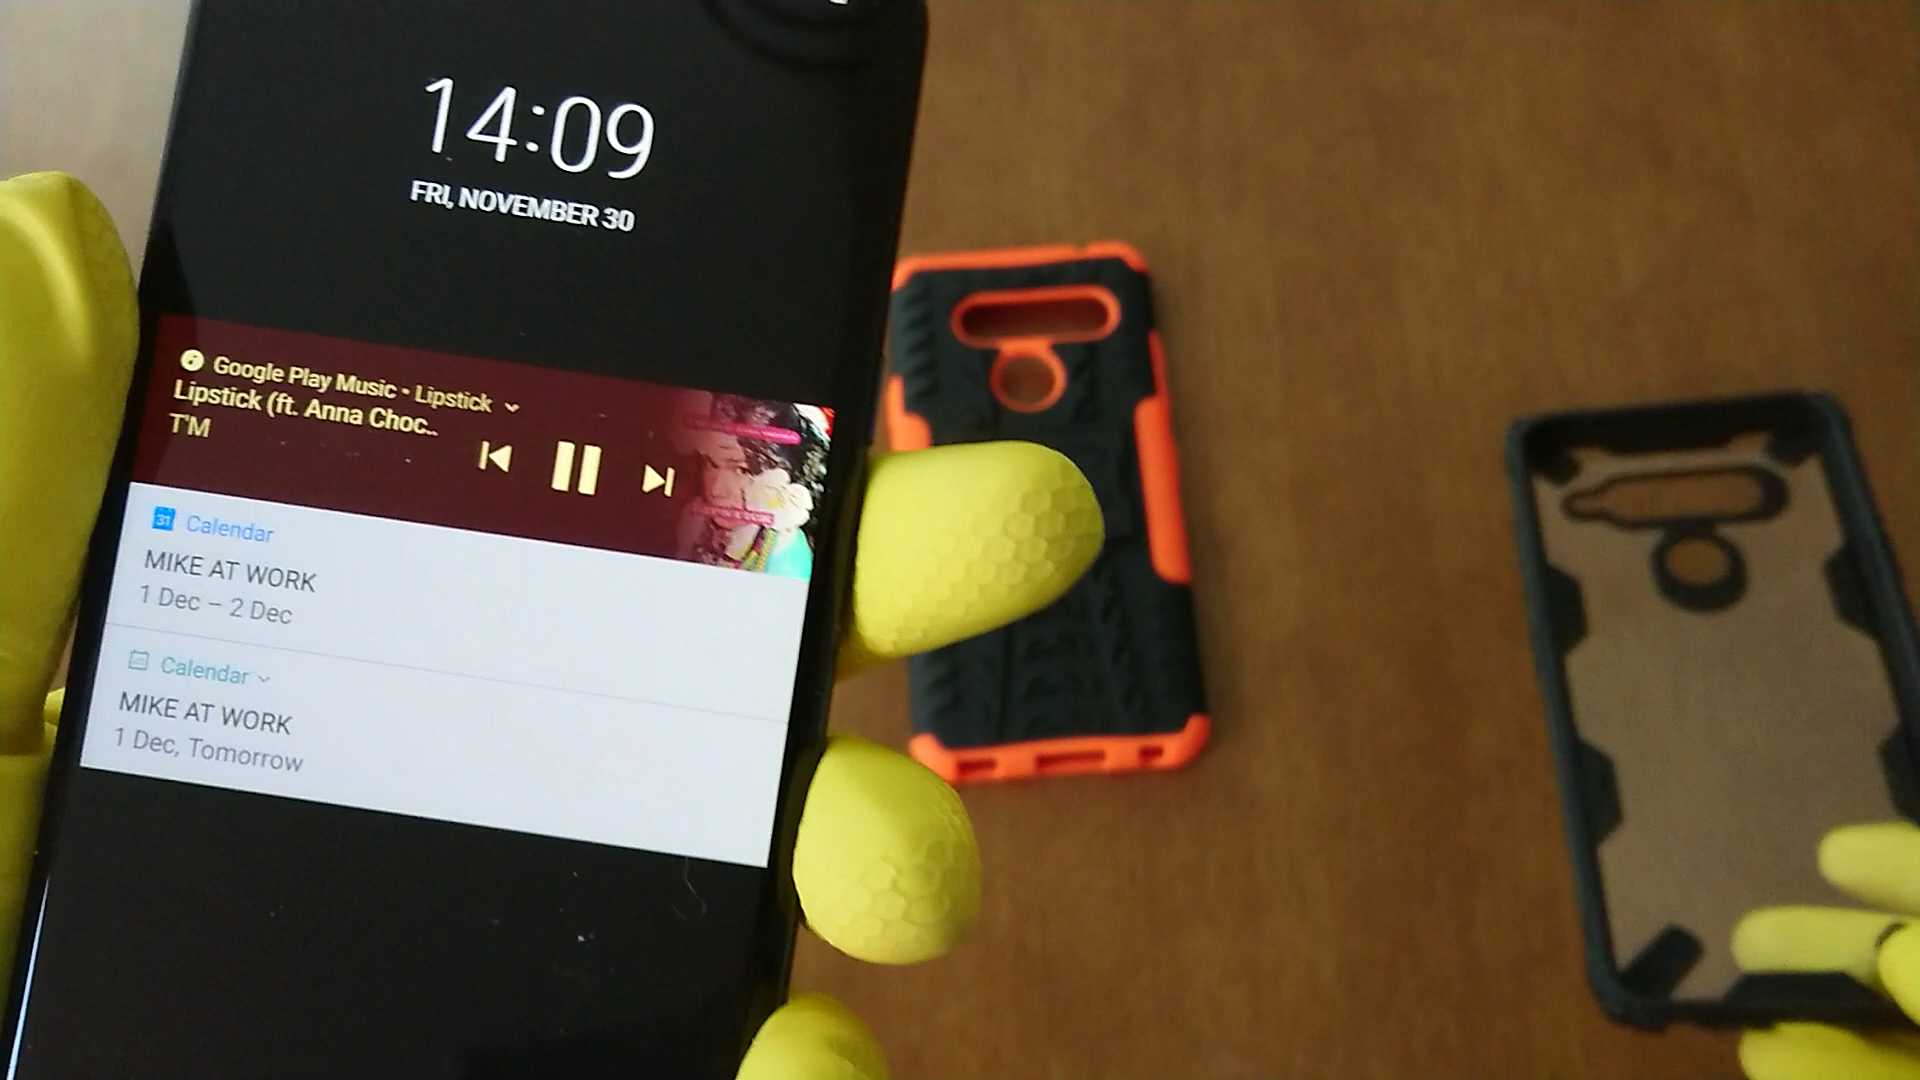 14:09
FRI, NOVEMBER 30
Google Play Music • Lipstick
Lipstick (ft. Anna Choc..
T'M
31 Calendar
MIKE AT WORK
1 Dec – 2 Dec
Calendar
MIKE AT WORK
1 Dec, Tomorrow